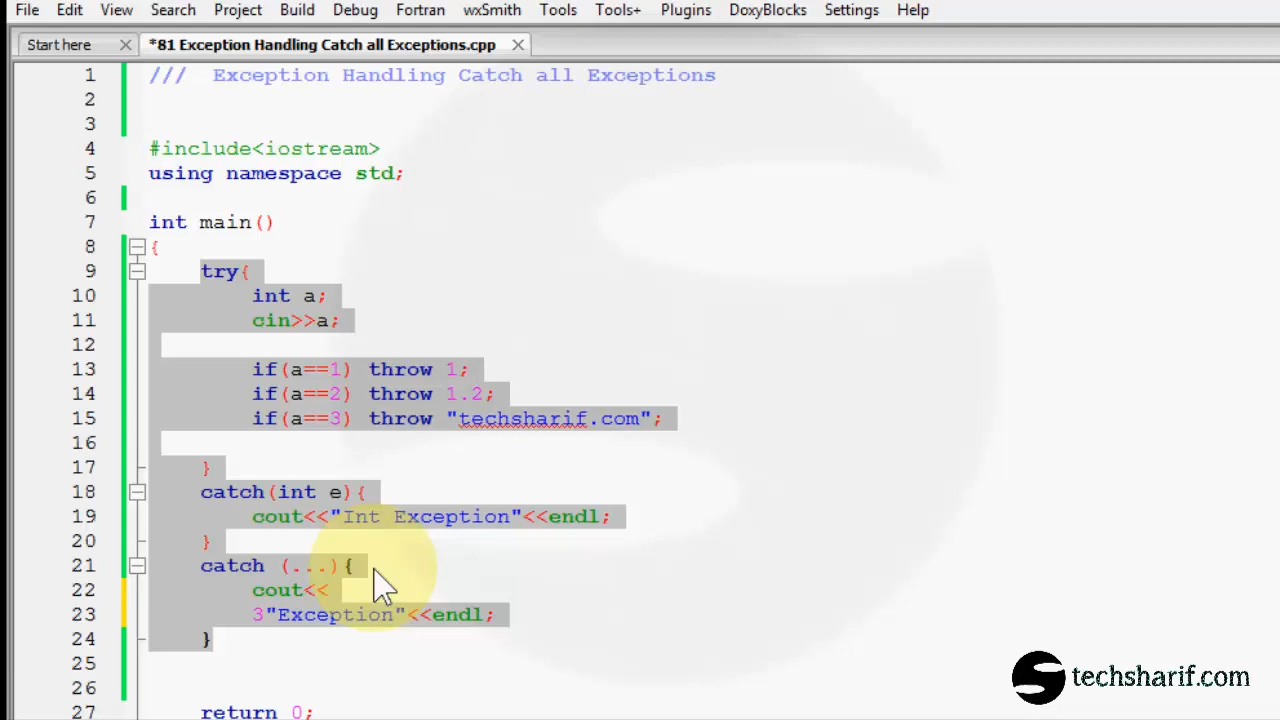 File Edit View Search Project Build Debug Fortran wxSmith Tools Tools+ Plugins DoxyBlocks Settings Help
Start here *81 Exception Handling Catch all Exceptions.cpp
1 /// Exception Handling Catch all Exceptions
2
3
4 #include<iostream>
5 using namespace std;
6
7 int main()
8 {
9 try{
10 int a;
11 cin>>a;
12
13 if(a==1) throw 1;
14 if(a==2) throw 1.2;
15 if(a==3) throw "techsharif.com";
16
17 }
18 catch(int e){
19 cout<<"Int Exception"<<endl;
20 }
21 catch (...){
22 cout<<
23 3"Exception"<<endl;
24 }
25
26
27 return 0;
techsharif.com